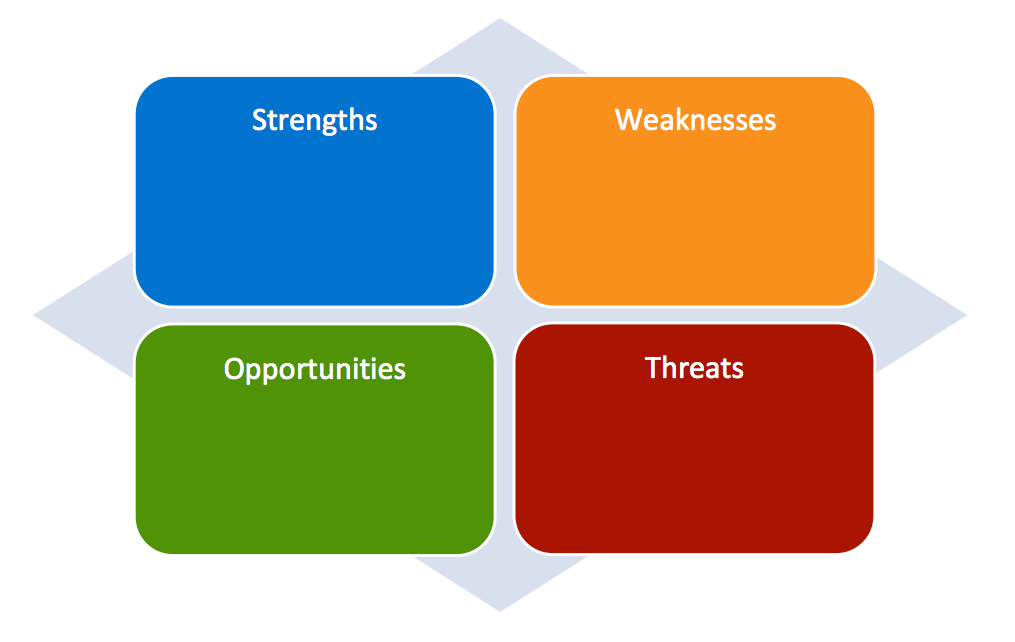 Strengths
Weaknesses
Opportunities
Threats